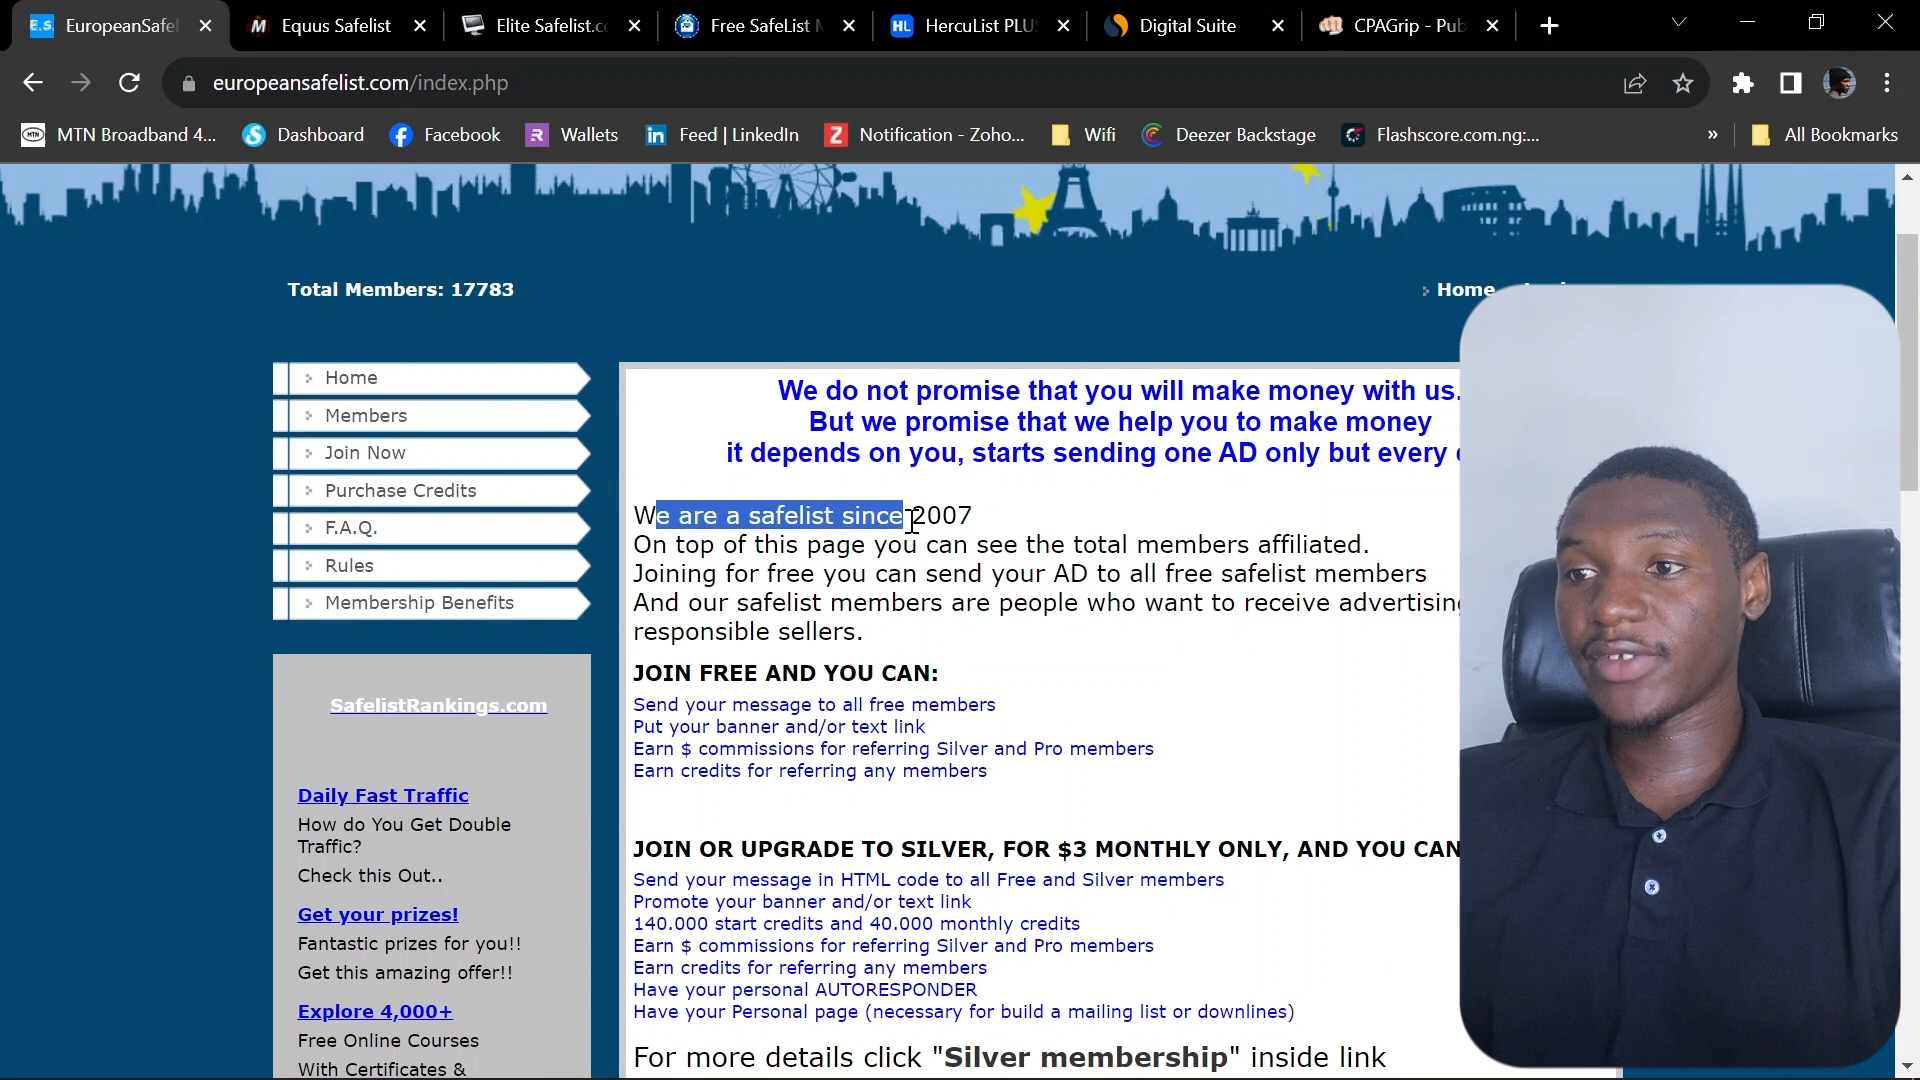 EuropeanSafel
Equus Safelist
Elite Safelist.co
Free SafeList M
HercuList PLU
Digital Suite
CPAGrip - Pub
europeansafelist.com/index.php
MTN Broadband 4...
Dashboard
Facebook
Wallets
Feed | LinkedIn
Notification - Zoho...
Wifi
Deezer Backstage
Flashscore.com.ng:...
»
All Bookmarks
Total Members: 17783
Home
Home
Members
Join Now
Purchase Credits
F.A.Q.
Rules
Membership Benefits
SafelistRankings.com
Daily Fast Traffic
How do You Get Double
Traffic?
Check this Out..
Get your prizes!
Fantastic prizes for you!!
Get this amazing offer!!
Explore 4,000+
Free Online Courses
With Certificates &
We do not promise that you will make money with us.
But we promise that we help you to make money
it depends on you, starts sending one AD only but every
We are a safelist since 2007
On top of this page you can see the total members affiliated.
Joining for free you can send your AD to all free safelist members
And our safelist members are people who want to receive advertising
responsible sellers.
JOIN FREE AND YOU CAN:
Send your message to all free members
Put your banner and/or text link
Earn $ commissions for referring Silver and Pro members
Earn credits for referring any members
JOIN OR UPGRADE TO SILVER, FOR $3 MONTHLY ONLY, AND YOU CAN
Send your message in HTML code to all Free and Silver members
Promote your banner and/or text link
140.000 start credits and 40.000 monthly credits
Earn $ commissions for referring Silver and Pro members
Earn credits for referring any members
Have your personal AUTORESPONDER
Have your Personal page (necessary for build a mailing list or downlines)
For more details click "Silver membership" inside link